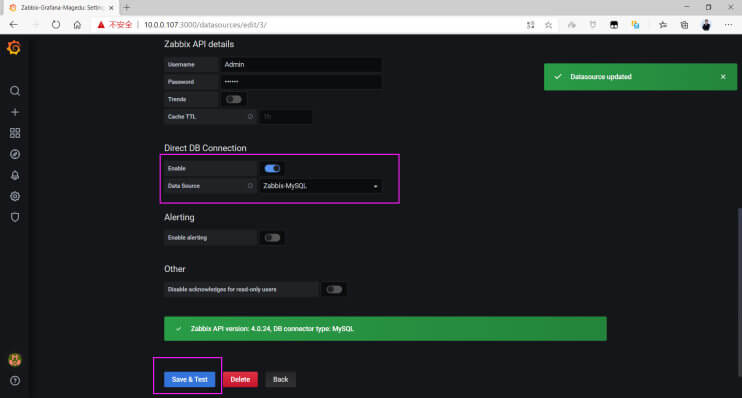 Zabbix-Grafana-Magedu: Setting
不安全 | 10.0.0.107:3000/datasources/edit/3/
Zabbix API details
Username Admin
Password ••••••
Trends
Cache TTL 1h
Datasource updated
Direct DB Connection
Enable
Data Source Zabbix-MySQL
Alerting
Enable alerting
Other
Disable acknowledges for read-only users
Zabbix API version: 4.0.24, DB connector type: MySQL
Save & Test Delete Back